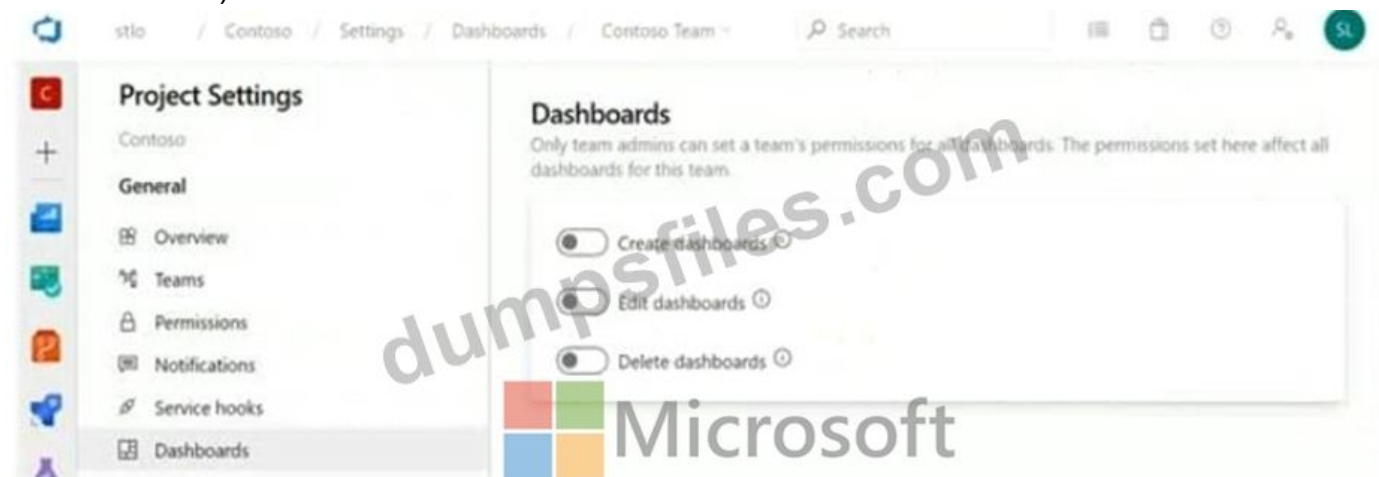 stlo / Contoso / Settings / Dashboards / Contoso Team Search SL
C
Project Settings
Contoso
General
Overview
Teams
Permissions
Notifications
Service hooks
Dashboards
Dashboards
Only team admins can set a team's permissions for all dashboards. The permissions set here affect all
dashboards for this team.
Create dashboards
Edit dashboards
Delete dashboards
dumpsfiles.com
Microsoft